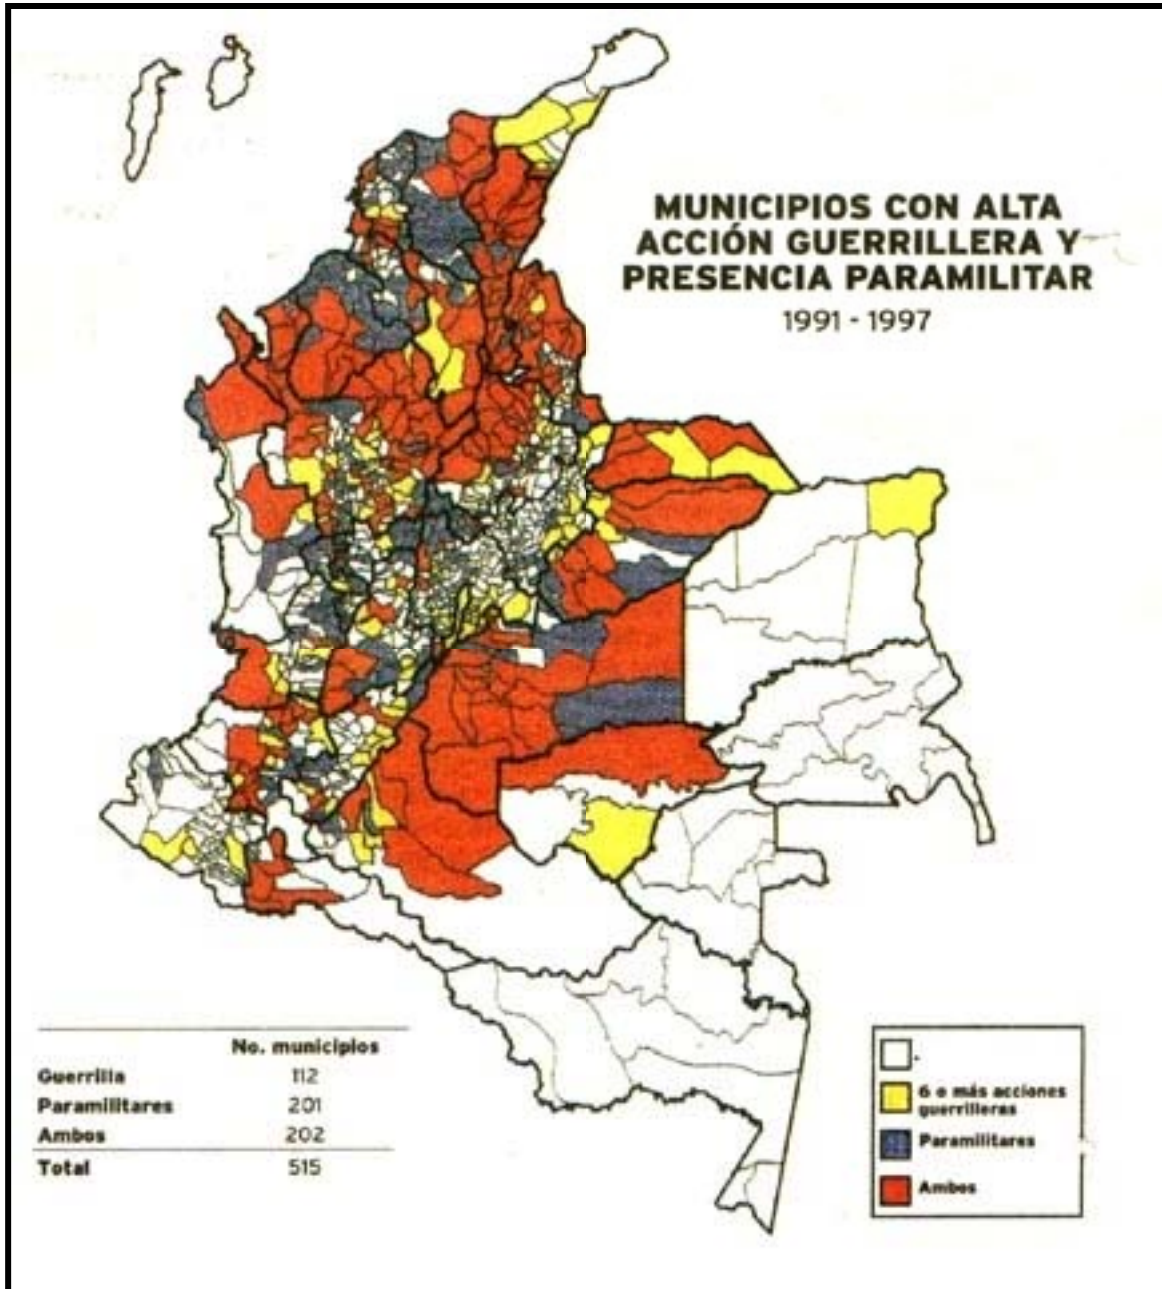 MUNICIPIOS CON ALTA
ACCIÓN GUERRILLERA Y
PRESENCIA PARAMILITAR
1991 - 1997
No. municipios
Guerrilla 112
Paramilitares 201
Ambos 202
Total 515
6 o más acciones
guerrilleras
Paramilitares
Ambos